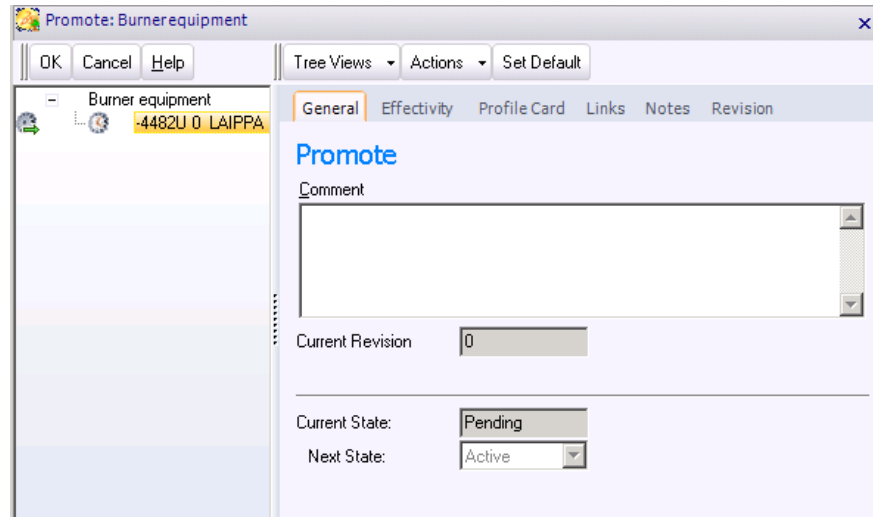 Promote: Burner equipment
x
OK Cancel Help
Tree Views Actions Set Default
Burner equipment
-4482U 0 LAIPPA
General Effectivity Profile Card Links Notes Revision
Promote
Comment
Current Revision 0
Current State: Pending
Next State: Active